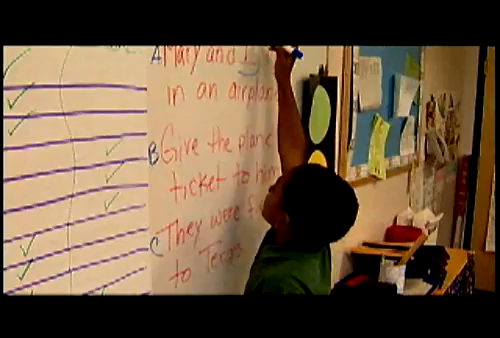 A Mary and I
in an airplane
B Give the plane
ticket to him
C They were
to Texas